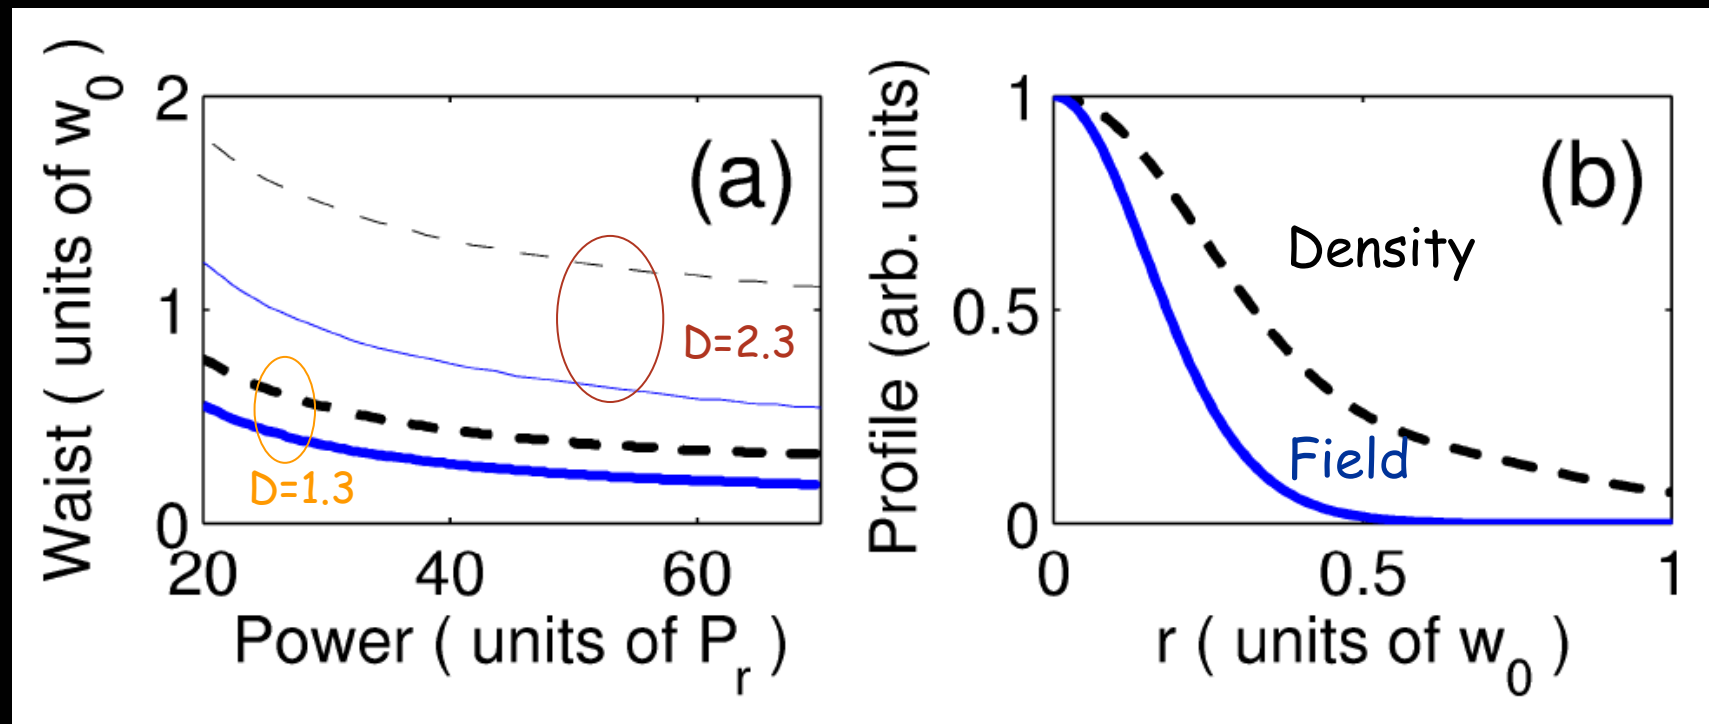 Waist ( units of w0 )
2
1
0
20 40 60
Power ( units of Pr )
(a)
D=2.3
D=1.3
Profile (arb. units)
1
0.5
0
0 0.5 1
r ( units of w0 )
(b)
Density
Field